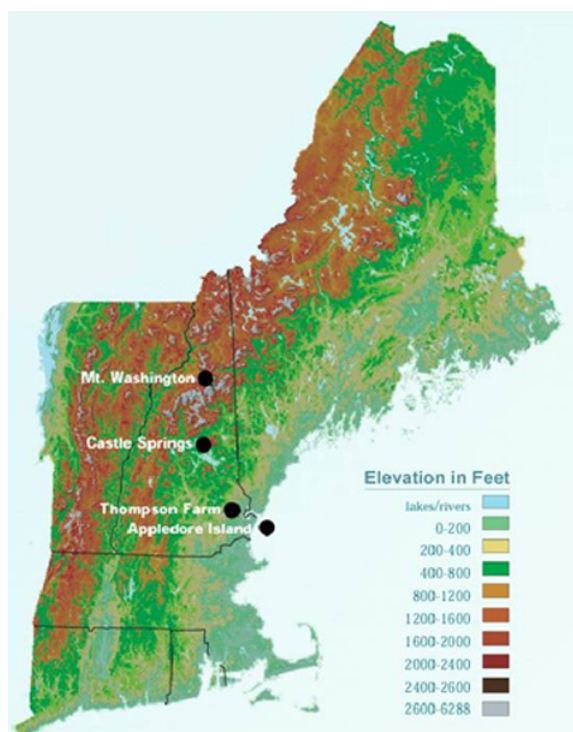 Mt. Washington
Castle Springs
Thompson Farm
Appledore Island
Elevation in Feet
lakes/rivers
0-200
200-400
400-800
800-1200
1200-1600
1600-2000
2000-2400
2400-2600
2600-6288